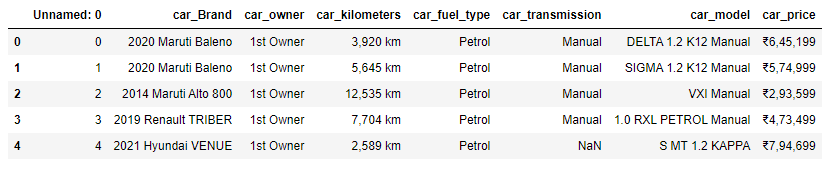 Unnamed: 0 car_Brand car_owner car_kilometers car_fuel_type car_transmission car_model car_price
0 0 2020 Maruti Baleno 1st Owner 3,920 km Petrol Manual DELTA 1.2 K12 Manual ₹6,45,199
1 1 2020 Maruti Baleno 1st Owner 5,645 km Petrol Manual SIGMA 1.2 K12 Manual ₹5,74,999
2 2 2014 Maruti Alto 800 1st Owner 12,535 km Petrol Manual VXI Manual ₹2,93,599
3 3 2019 Renault TRIBER 1st Owner 7,704 km Petrol Manual 1.0 RXL PETROL Manual ₹4,73,499
4 4 2021 Hyundai VENUE 1st Owner 2,589 km Petrol NaN S MT 1.2 KAPPA ₹7,94,699